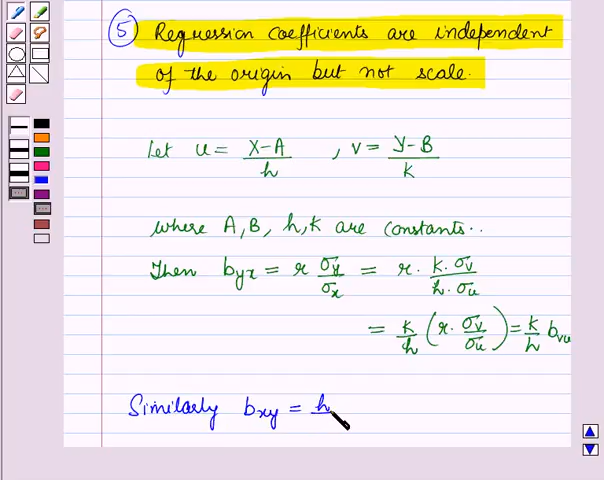 (5) Regression coefficients are independent
of the origin but not scale.
Let u = (x-A)/h , v = (y-B)/k
where A, B, h, k are constants..
Then byx = r σy/σx = r · (k·σv)/(h·σu)
= k/h (r · σv/σu) = k/h bvu
Similarly bxy = h